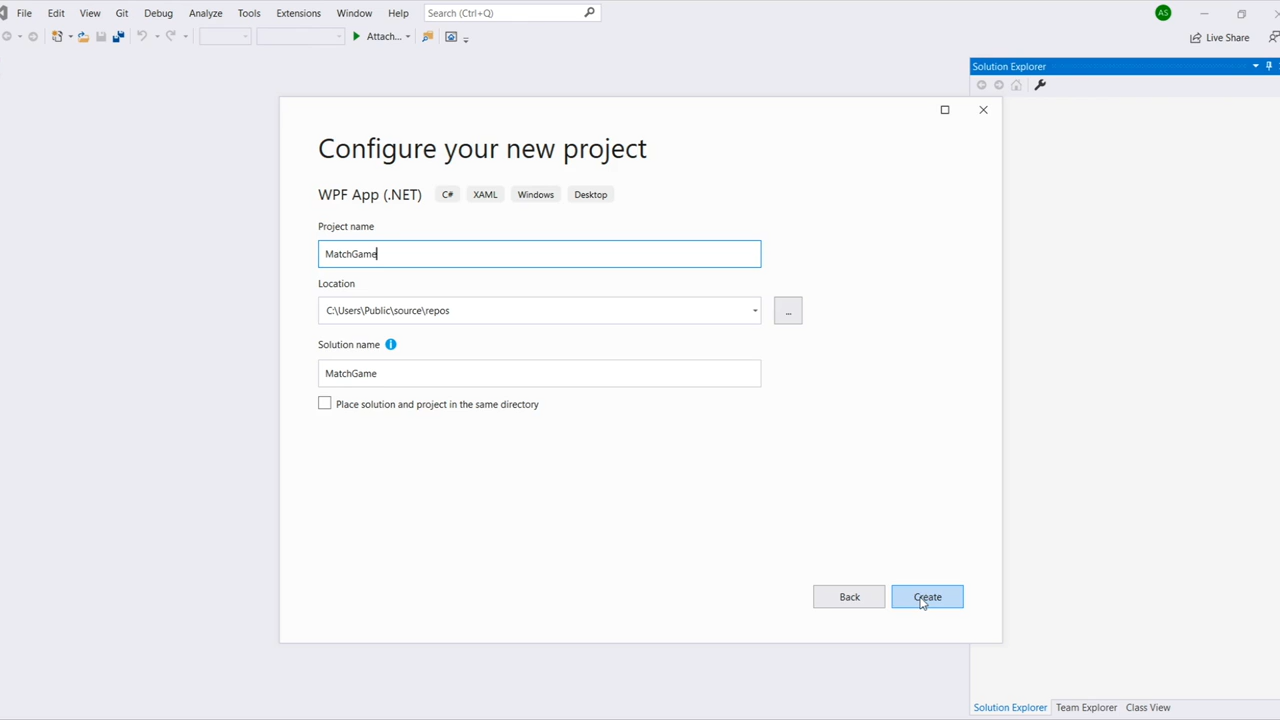 File Edit View Git Debug Analyze Tools Extensions Window Help Search (Ctrl+Q) AS
Attach... Live Share
Solution Explorer
Configure your new project
WPF App (.NET) C# XAML Windows Desktop
Project name
MatchGame
Location
C:\Users\Public\source\repos
...
Solution name
MatchGame
Place solution and project in the same directory
Back Create
Solution Explorer Team Explorer Class View